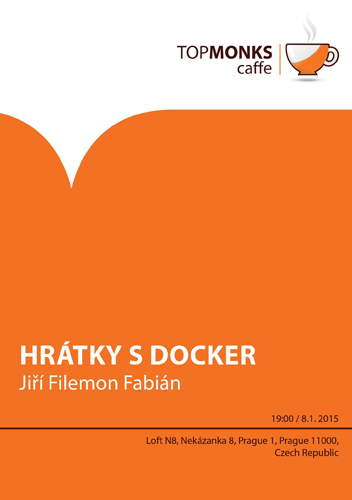 TOPMONKS
caffe
HRÁTKY S DOCKER
Jiří Filemon Fabián
19:00 / 8.1. 2015
Loft N8, Nekázanka 8, Prague 1, Prague 11000,
Czech Republic